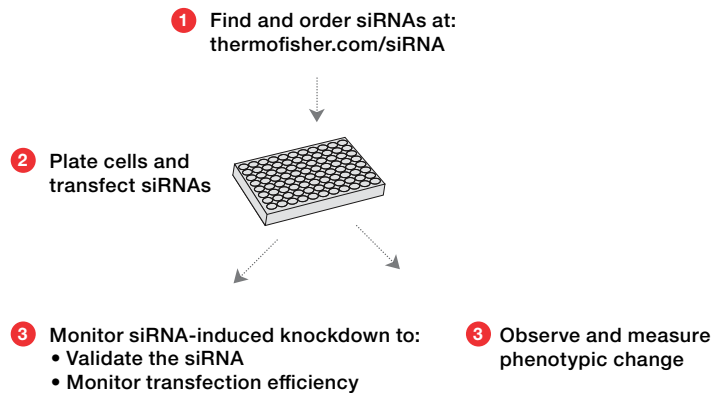 1 Find and order siRNAs at:
thermofisher.com/siRNA
2 Plate cells and
transfect siRNAs
3 Monitor siRNA-induced knockdown to:
• Validate the siRNA
• Monitor transfection efficiency
3 Observe and measure
phenotypic change